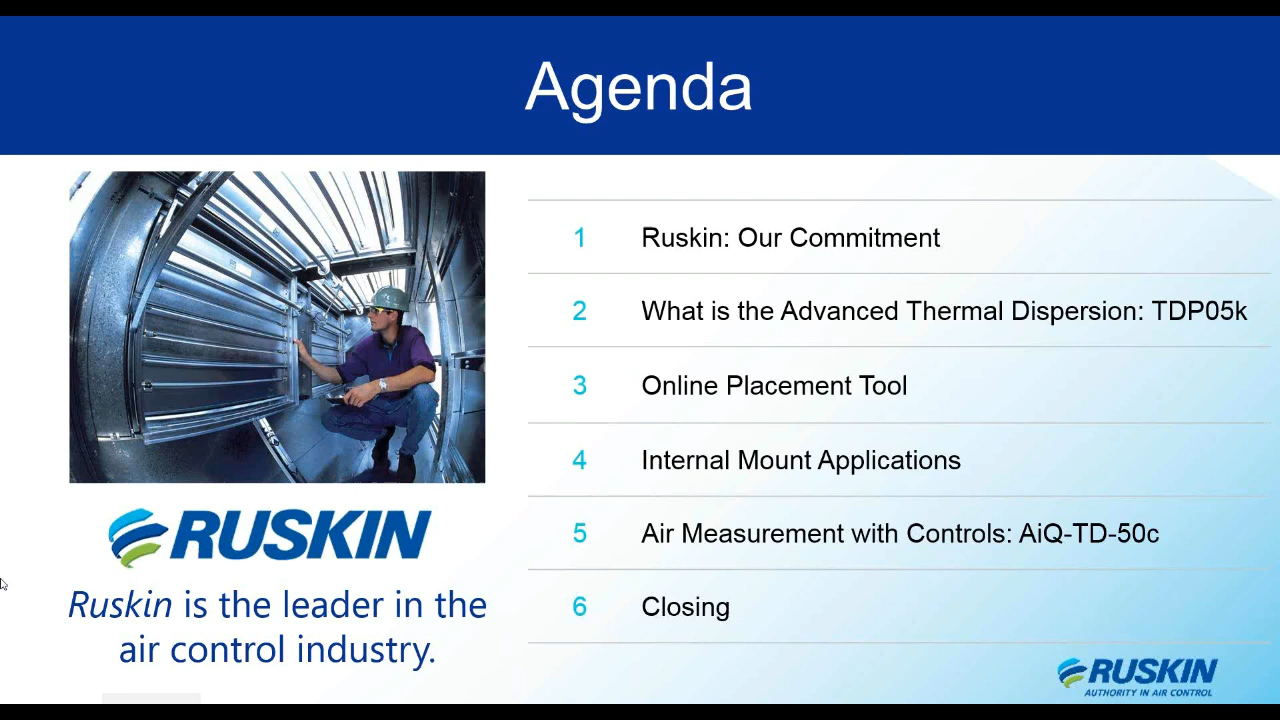 Agenda
1 Ruskin: Our Commitment
2 What is the Advanced Thermal Dispersion: TDP05k
3 Online Placement Tool
4 Internal Mount Applications
5 Air Measurement with Controls: AiQ-TD-50c
6 Closing
RUSKIN
Ruskin is the leader in the
air control industry.
RUSKIN
AUTHORITY IN AIR CONTROL